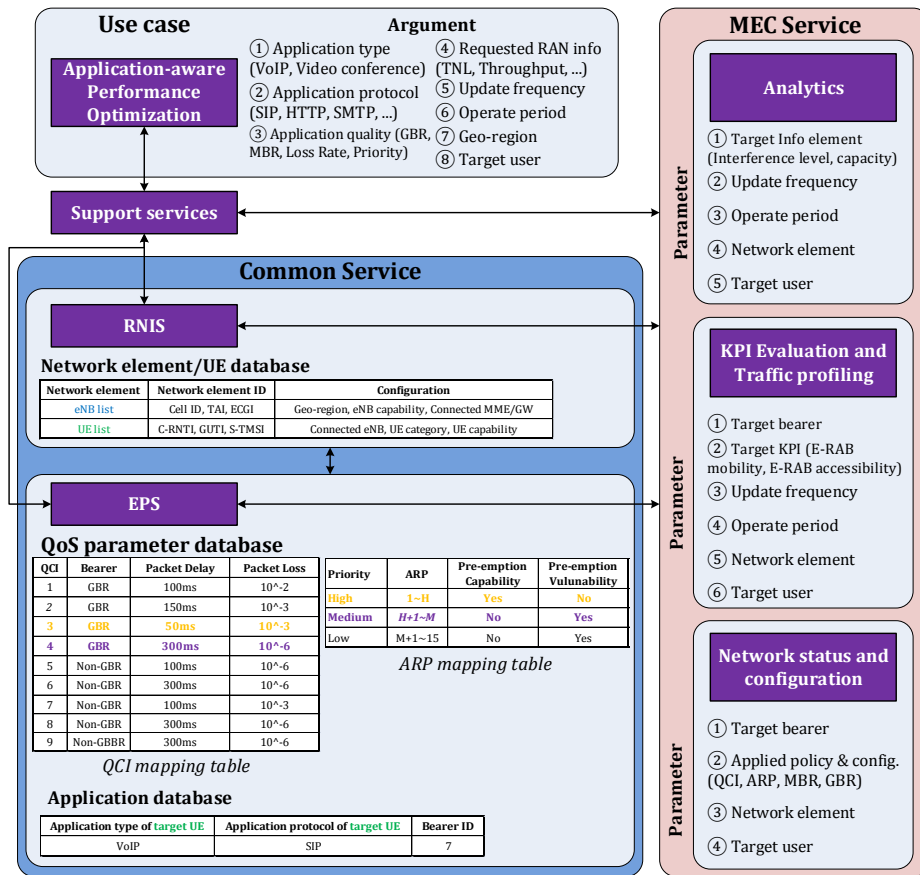 Use case
Application-aware
Performance
Optimization
Argument
① Application type
(VoIP, Video conference)
② Application protocol
(SIP, HTTP, SMTP, ...)
③ Application quality (GBR,
MBR, Loss Rate, Priority)
④ Requested RAN info
(TNL, Throughput, ...)
⑤ Update frequency
⑥ Operate period
⑦ Geo-region
⑧ Target user
Support services
Common Service
RNIS
Network element/UE database
Network element Network element ID Configuration
eNB list Cell ID, TAI, ECGI Geo-region, eNB capability, Connected MME/GW
UE list C-RNTI, GUTI, S-TMSI Connected eNB, UE category, UE capability
EPS
QoS parameter database
QCI Bearer Packet Delay Packet Loss
1 GBR 100ms 10^-2
2 GBR 150ms 10^-3
3 GBR 50ms 10^-3
4 GBR 300ms 10^-6
5 Non-GBR 100ms 10^-6
6 Non-GBR 300ms 10^-6
7 Non-GBR 100ms 10^-3
8 Non-GBR 300ms 10^-6
9 Non-GBBR 300ms 10^-6
QCI mapping table
Priority ARP Pre-emption Capability Pre-emption Vulunability
High 1~H Yes No
Medium H+1~M No Yes
Low M+1~15 No Yes
ARP mapping table
Application database
Application type of target UE Application protocol of target UE Bearer ID
VoIP SIP 7
MEC Service
Parameter
Analytics
① Target Info element
(Interference level, capacity)
② Update frequency
③ Operate period
④ Network element
⑤ Target user
Parameter
KPI Evaluation and
Traffic profiling
① Target bearer
② Target KPI (E-RAB
mobility, E-RAB accessibility)
③ Update frequency
④ Operate period
⑤ Network element
⑥ Target user
Parameter
Network status and
configuration
① Target bearer
② Applied policy & config.
(QCI, ARP, MBR, GBR)
③ Network element
④ Target user